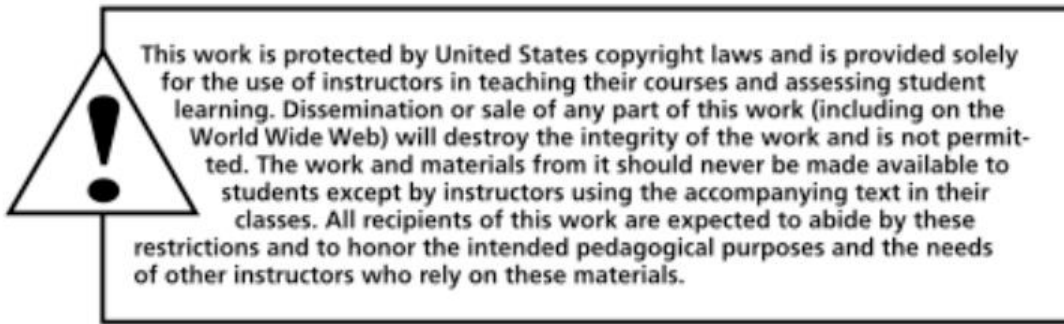 This work is protected by United States copyright laws and is provided solely
for the use of instructors in teaching their courses and assessing student
learning. Dissemination or sale of any part of this work (including on the
World Wide Web) will destroy the integrity of the work and is not permit-
ted. The work and materials from it should never be made available to
students except by instructors using the accompanying text in their
classes. All recipients of this work are expected to abide by these
restrictions and to honor the intended pedagogical purposes and the needs
of other instructors who rely on these materials.